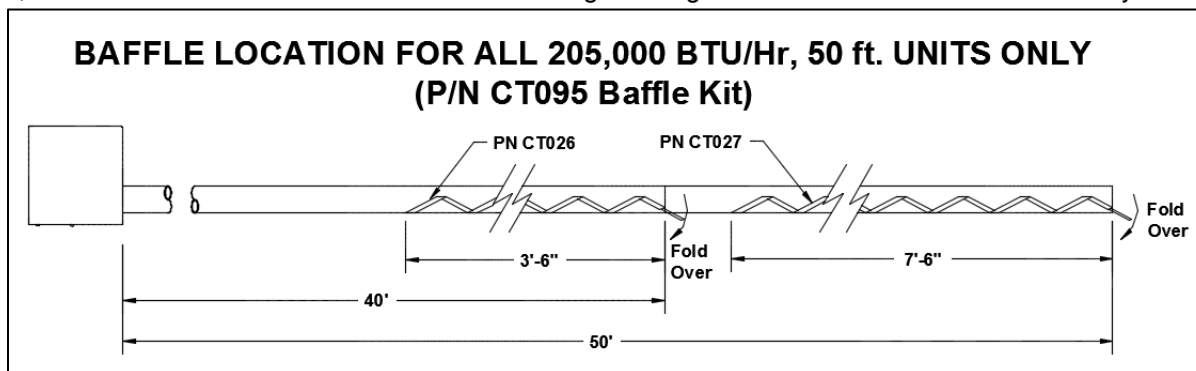 BAFFLE LOCATION FOR ALL 205,000 BTU/Hr, 50 ft. UNITS ONLY
(P/N CT095 Baffle Kit)
PN CT026
PN CT027
Fold
Over
Fold
Over
3'-6"
7'-6"
40'
50'